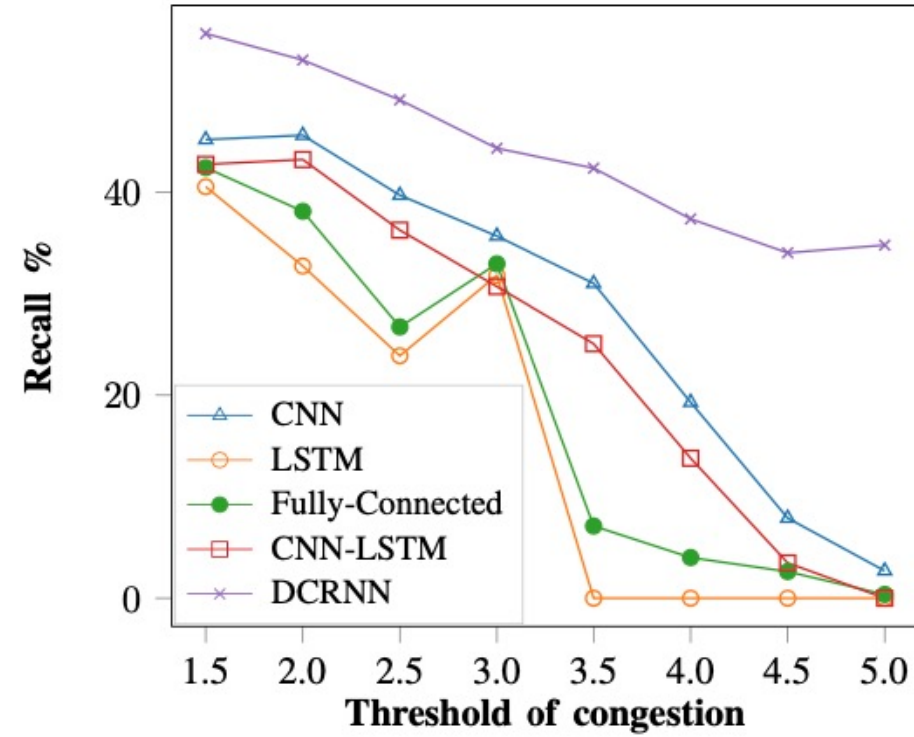 Recall %
40
20
0
CNN
LSTM
Fully-Connected
CNN-LSTM
DCRNN
1.5 2.0 2.5 3.0 3.5 4.0 4.5 5.0
Threshold of congestion